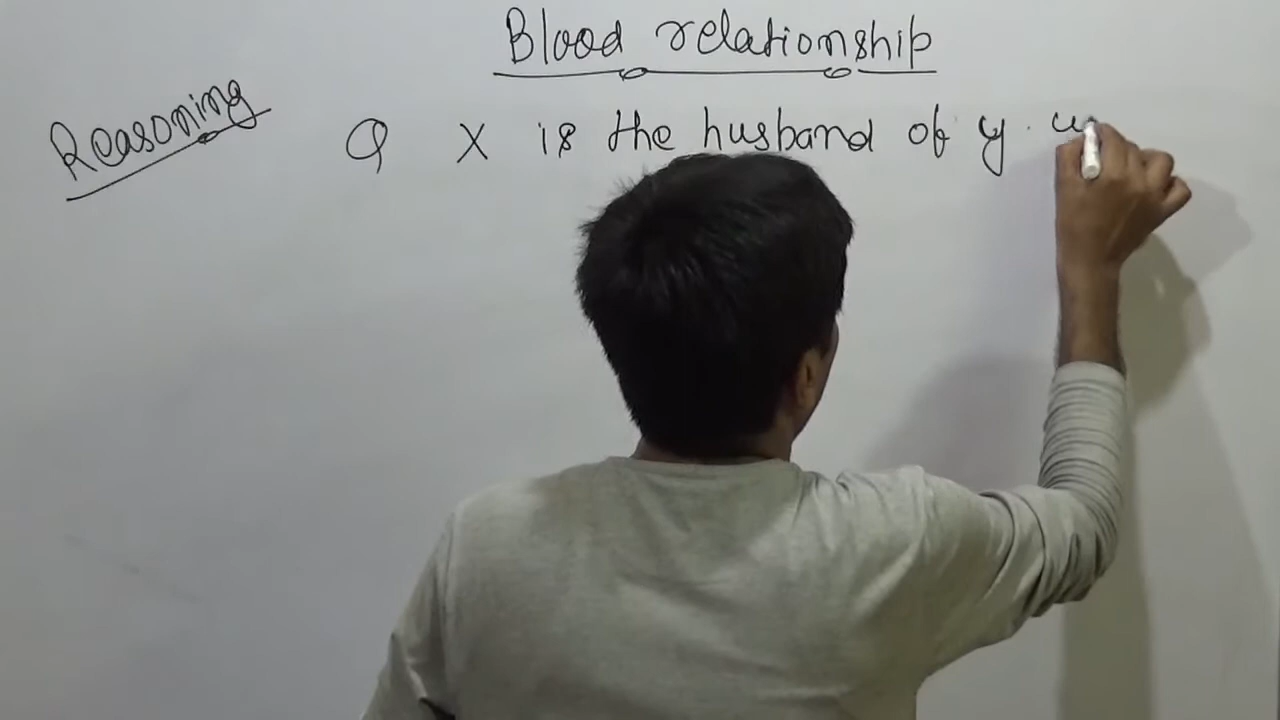 Blood relationship
Reasoning
Q X is the husband of y. w